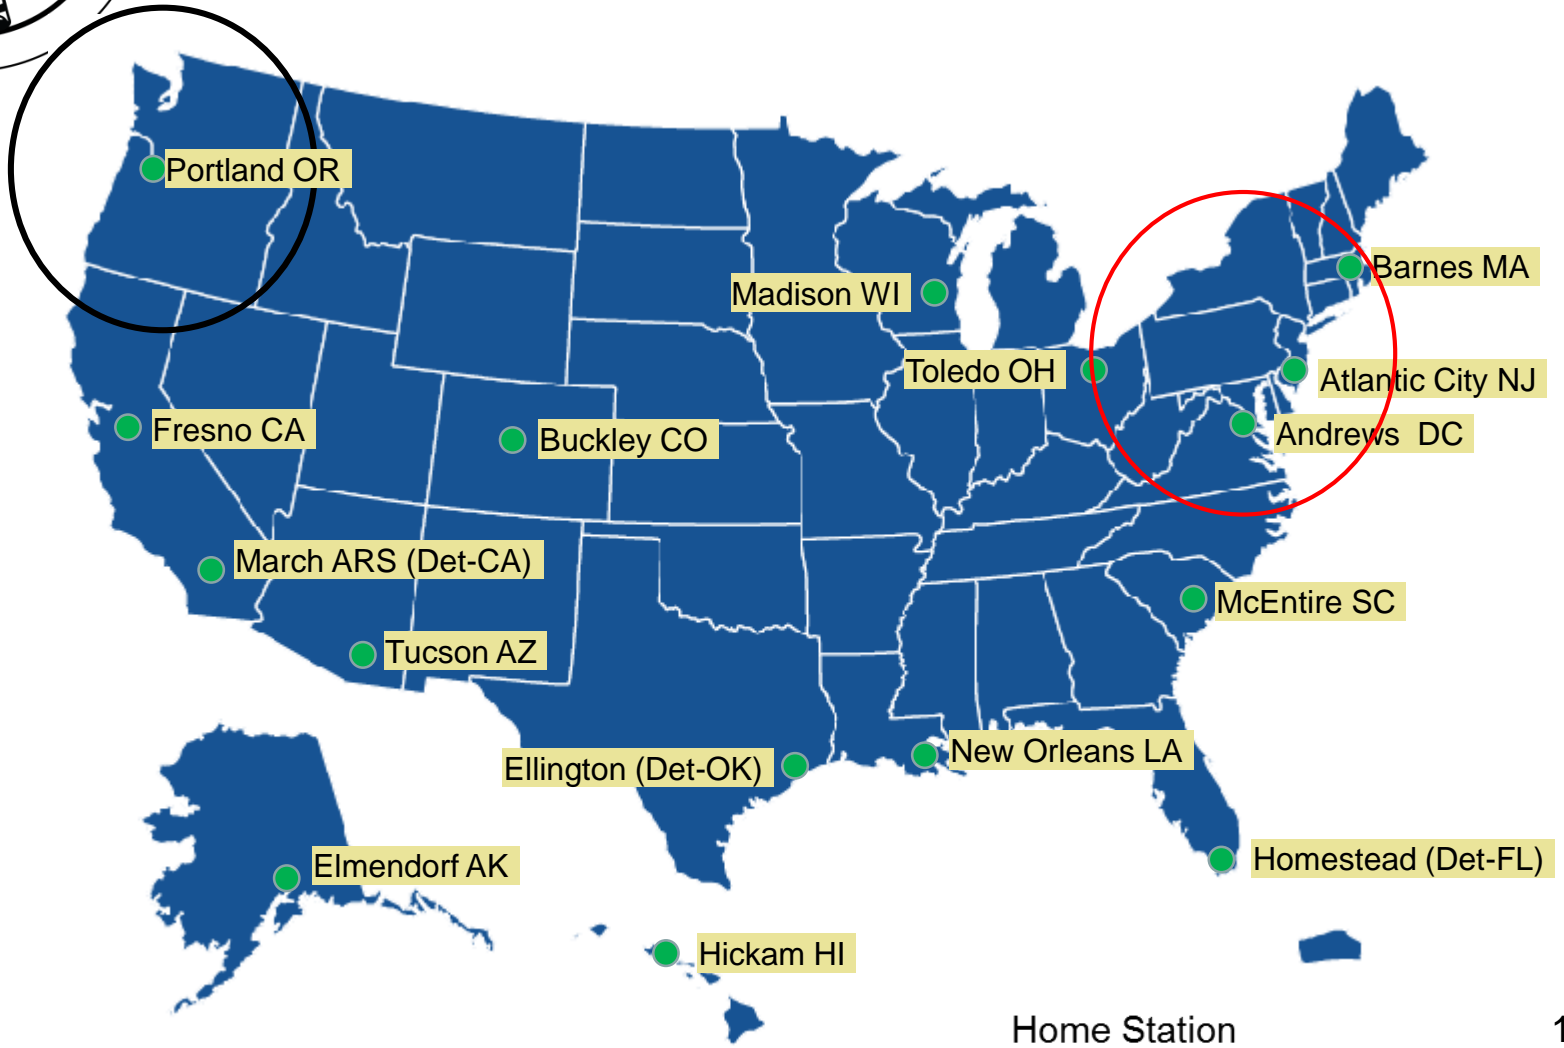 Portland OR
Barnes MA
Madison WI
Toledo OH
Atlantic City NJ
Fresno CA
Buckley CO
Andrews  DC
March ARS (Det-CA)
McEntire SC
Tucson AZ
New Orleans LA
Ellington (Det-OK)
Elmendorf AK
Homestead (Det-FL)
Hickam HI
Home Station
1